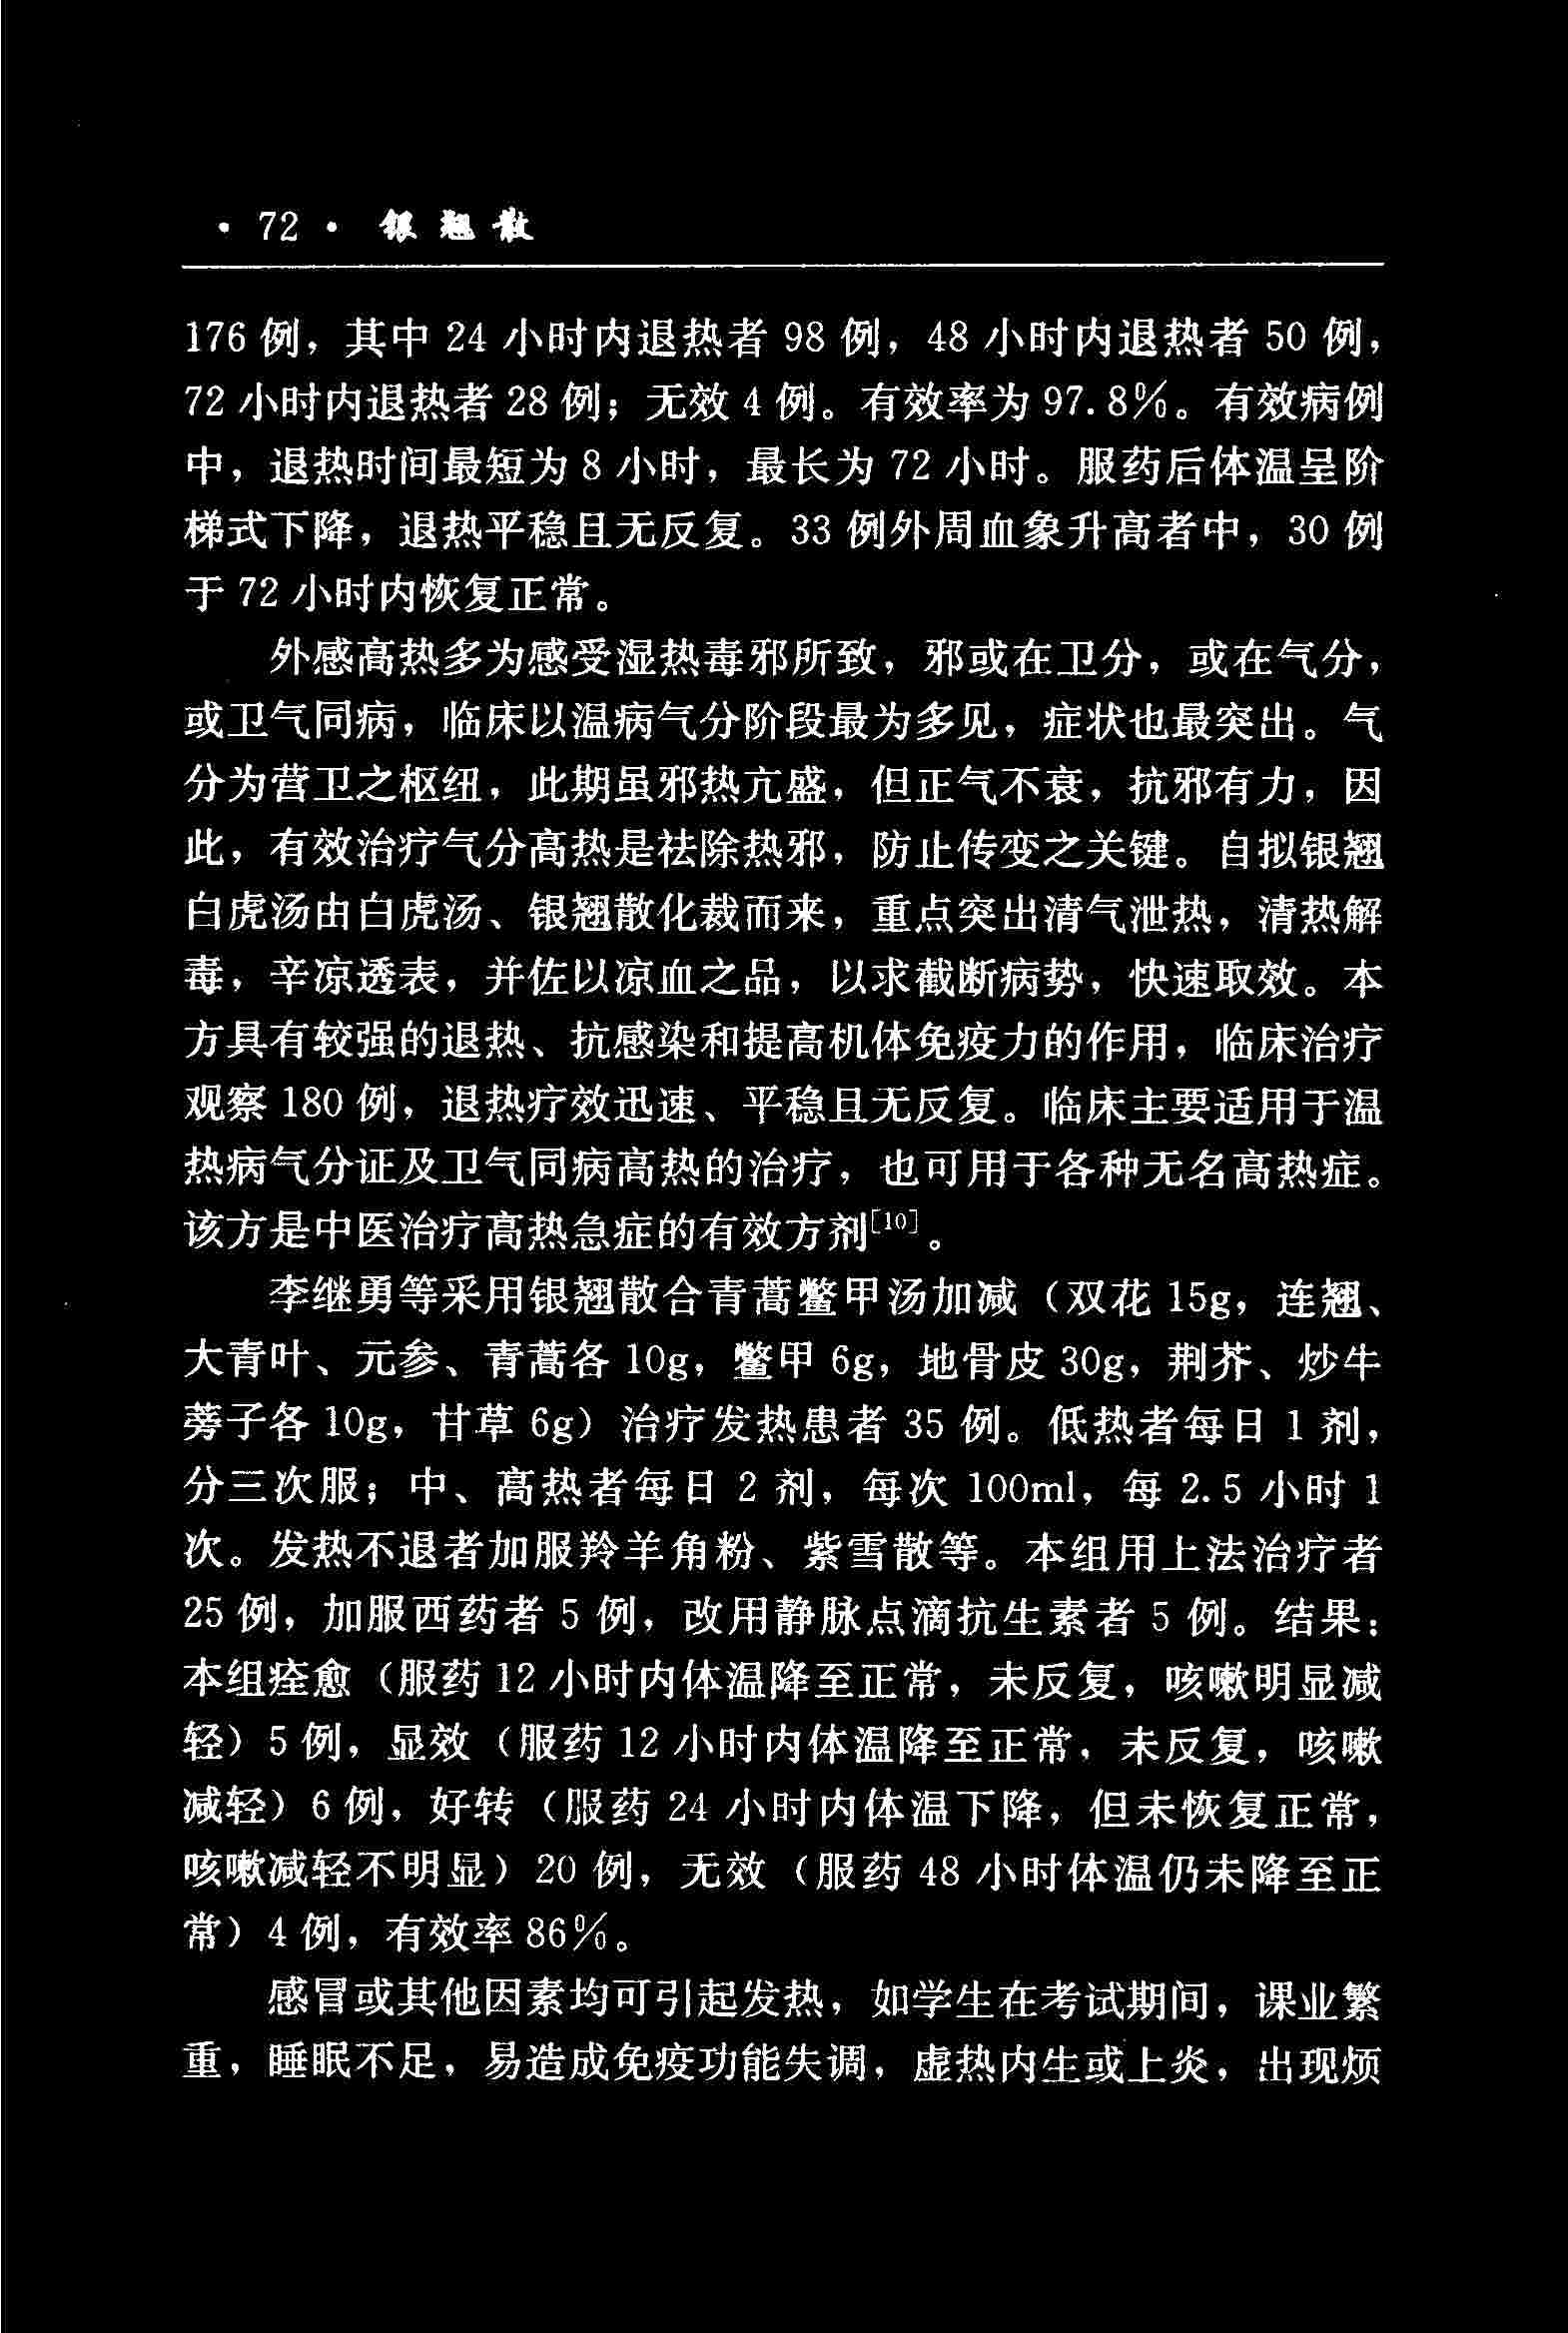 · 72 · 银翘散
176 例，其中 24 小时内退热者 98 例，48 小时内退热者 50 例，
72 小时内退热者 28 例；无效 4 例。有效率为 97.8%。有效病例
中，退热时间最短为 8 小时，最长为 72 小时。服药后体温呈阶
梯式下降，退热平稳且无反复。33 例外周血象升高者中，30 例
于 72 小时内恢复正常。
外感高热多为感受湿热毒邪所致，邪或在卫分，或在气分，
或卫气同病，临床以温病气分阶段最为多见，症状也最突出。气
分为营卫之枢纽，此期虽邪热亢盛，但正气不衰，抗邪有力，因
此，有效治疗气分高热是祛除热邪，防止传变之关键。自拟银翘
白虎汤由白虎汤、银翘散化裁而来，重点突出清气泄热，清热解
毒，辛凉透表，并佐以凉血之品，以求截断病势，快速取效。本
方具有较强的退热、抗感染和提高机体免疫力的作用，临床治疗
观察 180 例，退热疗效迅速、平稳且无反复。临床主要适用于温
热病气分证及卫气同病高热的治疗，也可用于各种无名高热症。
该方是中医治疗高热急症的有效方剂[10]。
李继勇等采用银翘散合青蒿鳖甲汤加减（双花 15g，连翘、
大青叶、元参、青蒿各 10g，鳖甲 6g，地骨皮 30g，荆芥、炒牛
蒡子各 10g，甘草 6g）治疗发热患者 35 例。低热者每日 1 剂，
分三次服；中、高热者每日 2 剂，每次 100ml，每 2.5 小时 1
次。发热不退者加服羚羊角粉、紫雪散等。本组用上法治疗者
25 例，加服西药者 5 例，改用静脉点滴抗生素者 5 例。结果：
本组痊愈（服药 12 小时内体温降至正常，未反复，咳嗽明显减
轻）5 例，显效（服药 12 小时内体温降至正常，未反复，咳嗽
减轻）6 例，好转（服药 24 小时内体温下降，但未恢复正常，
咳嗽减轻不明显）20 例，无效（服药 48 小时体温仍未降至正
常）4 例，有效率 86%。
感冒或其他因素均可引起发热，如学生在考试期间，课业繁
重，睡眠不足，易造成免疫功能失调，虚热内生或上炎，出现烦